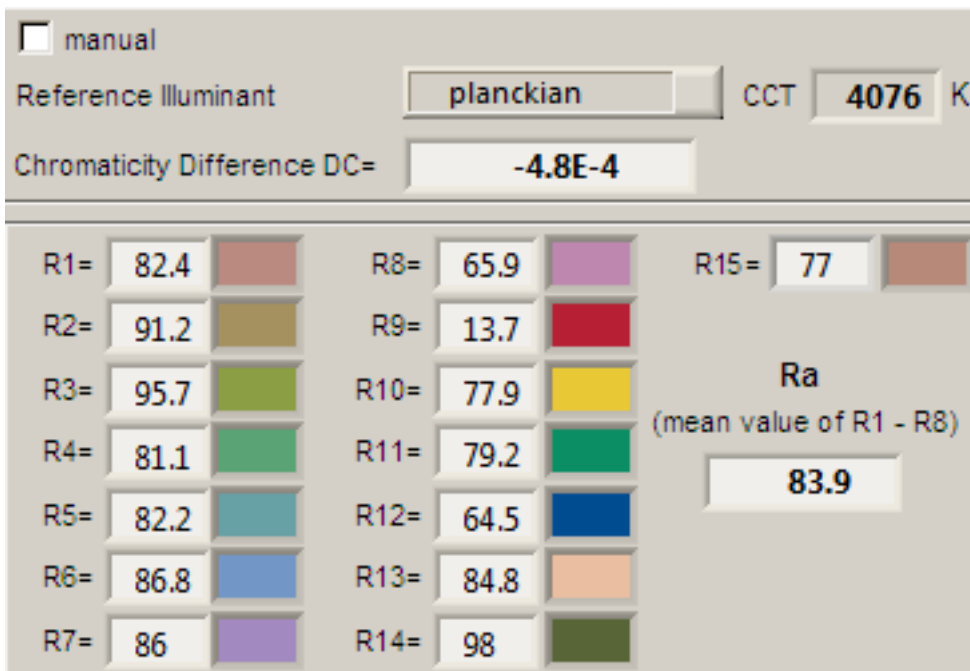 manual
Reference Illuminant planckian CCT 4076 K
Chromaticity Difference DC= -4.8E-4
R1= 82.4 R8= 65.9 R15= 77
R2= 91.2 R9= 13.7
R3= 95.7 R10= 77.9 Ra
(mean value of R1 - R8)
R4= 81.1 R11= 79.2
83.9
R5= 82.2 R12= 64.5
R6= 86.8 R13= 84.8
R7= 86 R14= 98